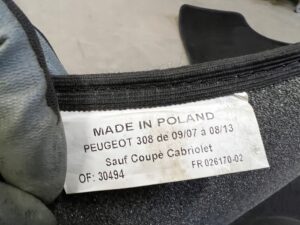 MADE IN POLAND
PEUGEOT 308 de 09/07 à 08/13
Sauf Coupé Cabriolet
OF: 30494 FR 026170-02